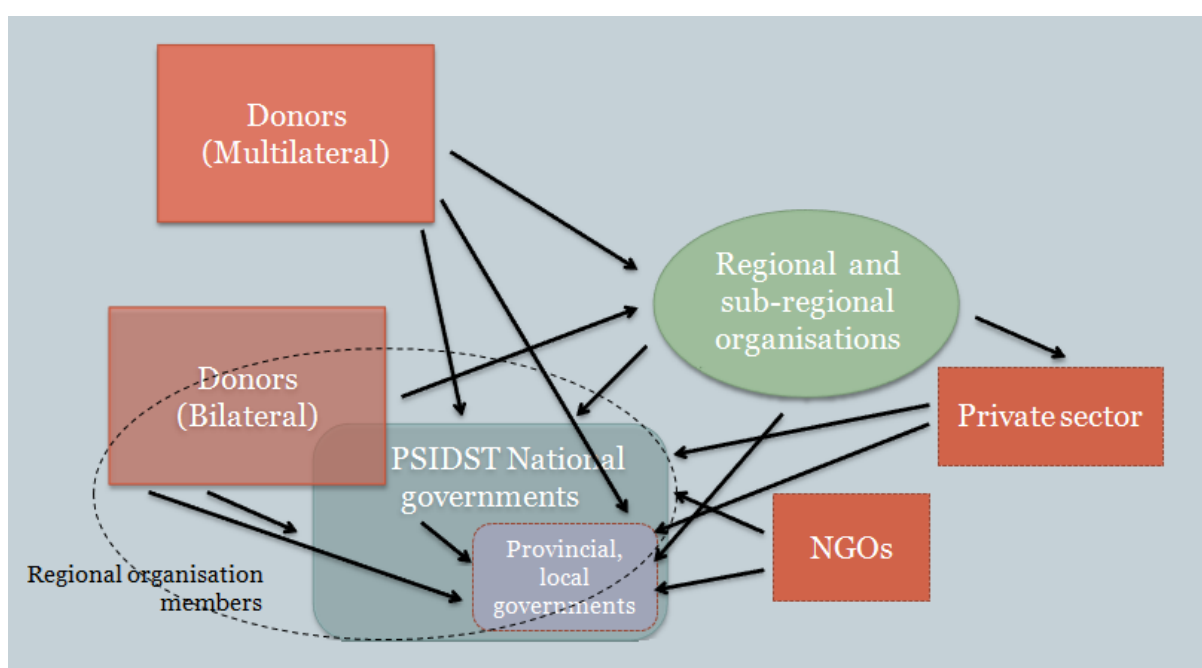 Donors
(Multilateral)
Regional and
sub-regional
organisations
Donors
(Bilateral)
Private sector
PSIDST National
governments
NGOs
Provincial,
local
governments
Regional organisation
members